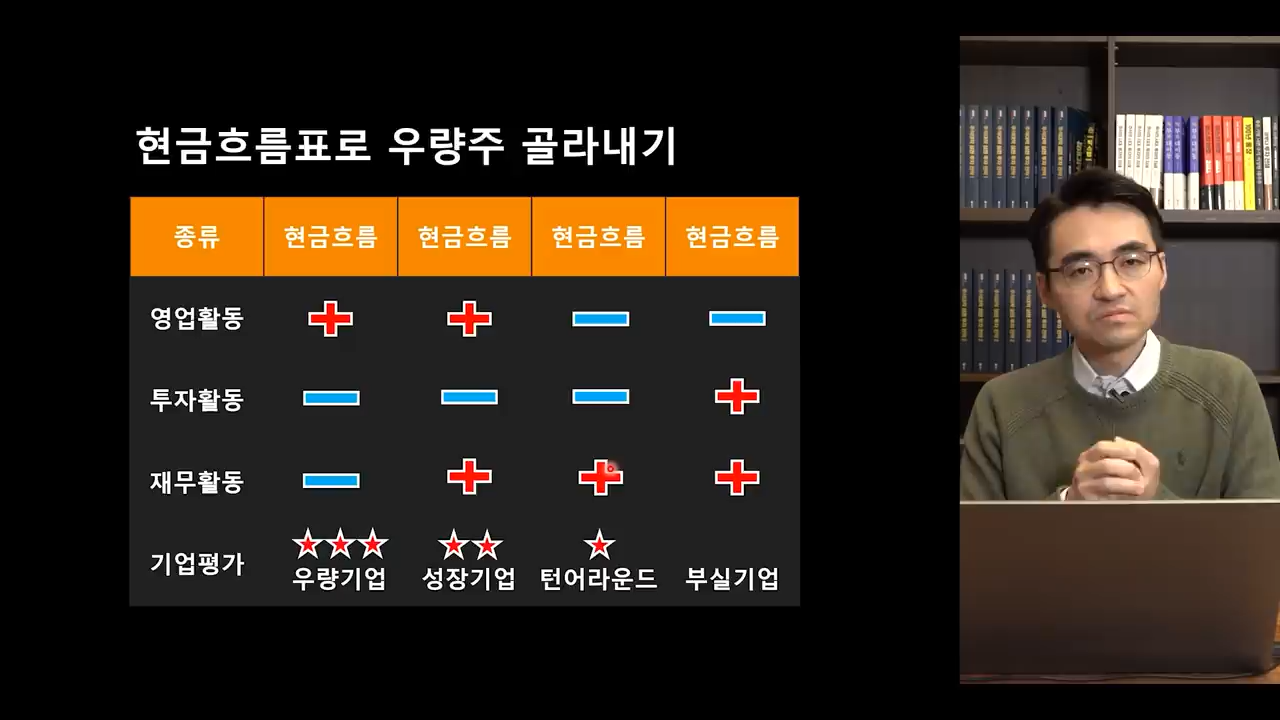 현금흐름표로 우량주 골라내기
종류 현금흐름 현금흐름 현금흐름 현금흐름
영업활동
투자활동
재무활동
기업평가 우량기업 성장기업 턴어라운드 부실기업